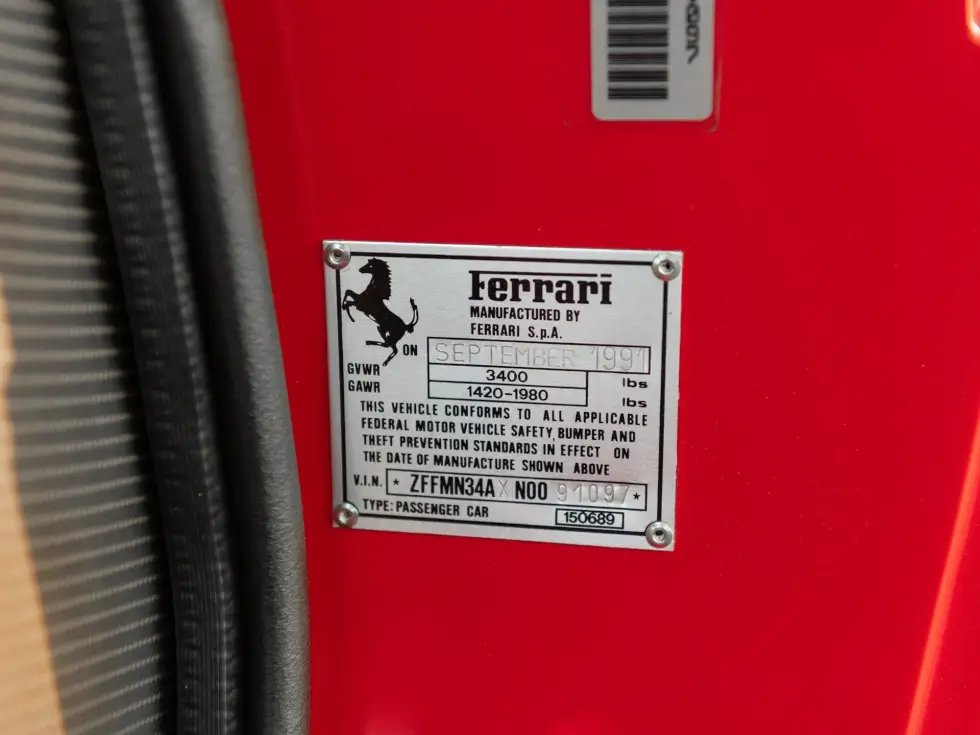 Ferrari
MANUFACTURED BY
FERRARI S.p.A.
ON SEPTEMBER 1991
GVWR 3400 lbs
GAWR 1420-1980 lbs
THIS VEHICLE CONFORMS TO ALL APPLICABLE
FEDERAL MOTOR VEHICLE SAFETY, BUMPER AND
THEFT PREVENTION STANDARDS IN EFFECT ON
THE DATE OF MANUFACTURE SHOWN ABOVE
V.I.N. * ZFFMN34AX N00 91097 *
TYPE: PASSENGER CAR 150689